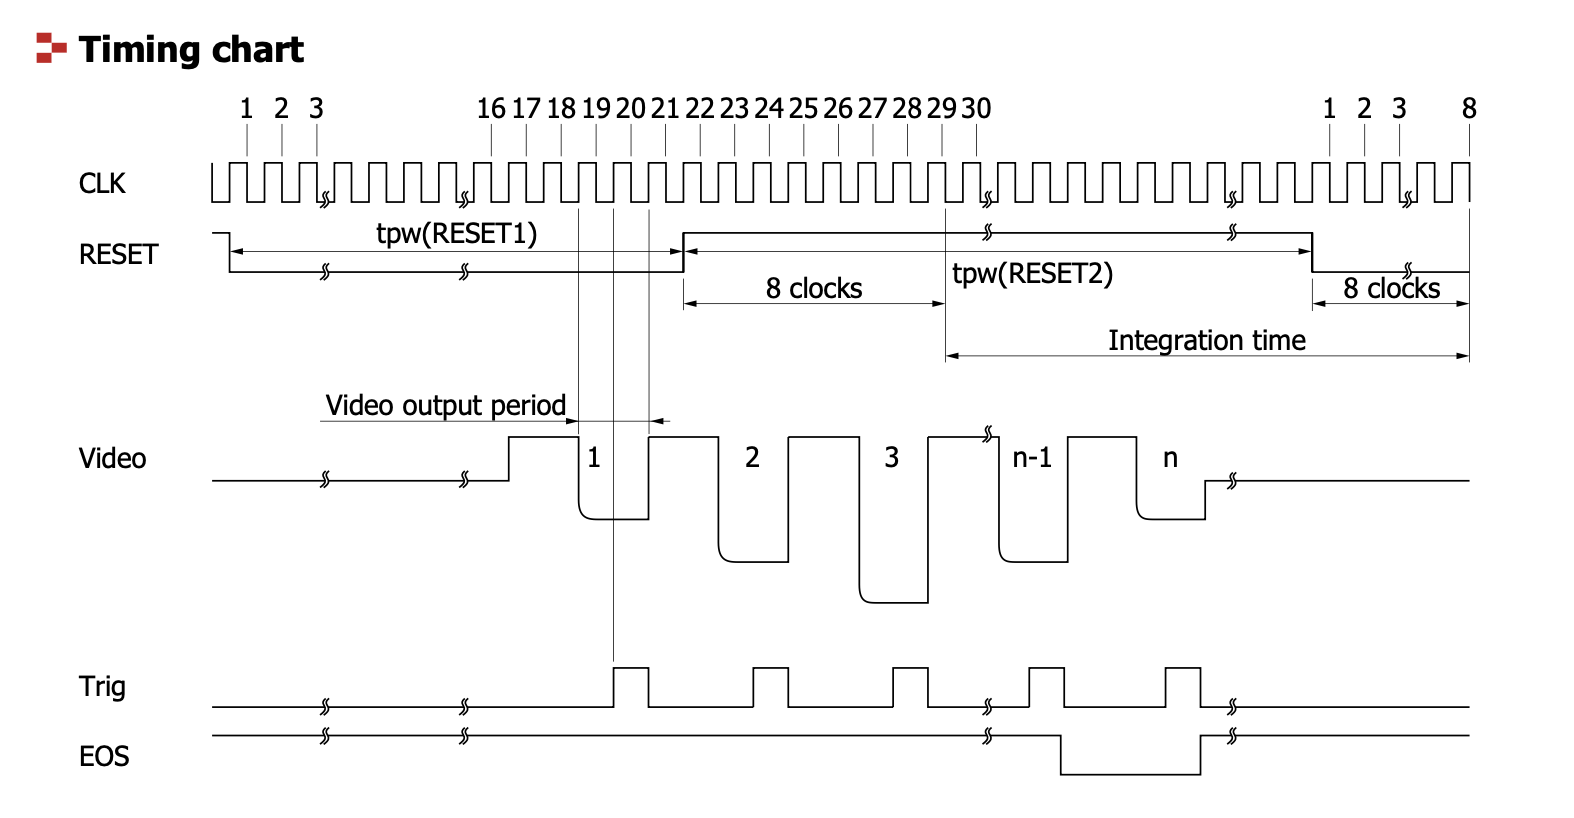 Timing chart
1 2 3 16 17 18 19 20 21 22 23 24 25 26 27 28 29 30 1 2 3 8
CLK
tpw(RESET1)
RESET
tpw(RESET2)
8 clocks 8 clocks
Integration time
Video output period
Video 1 2 3 n-1 n
Trig
EOS